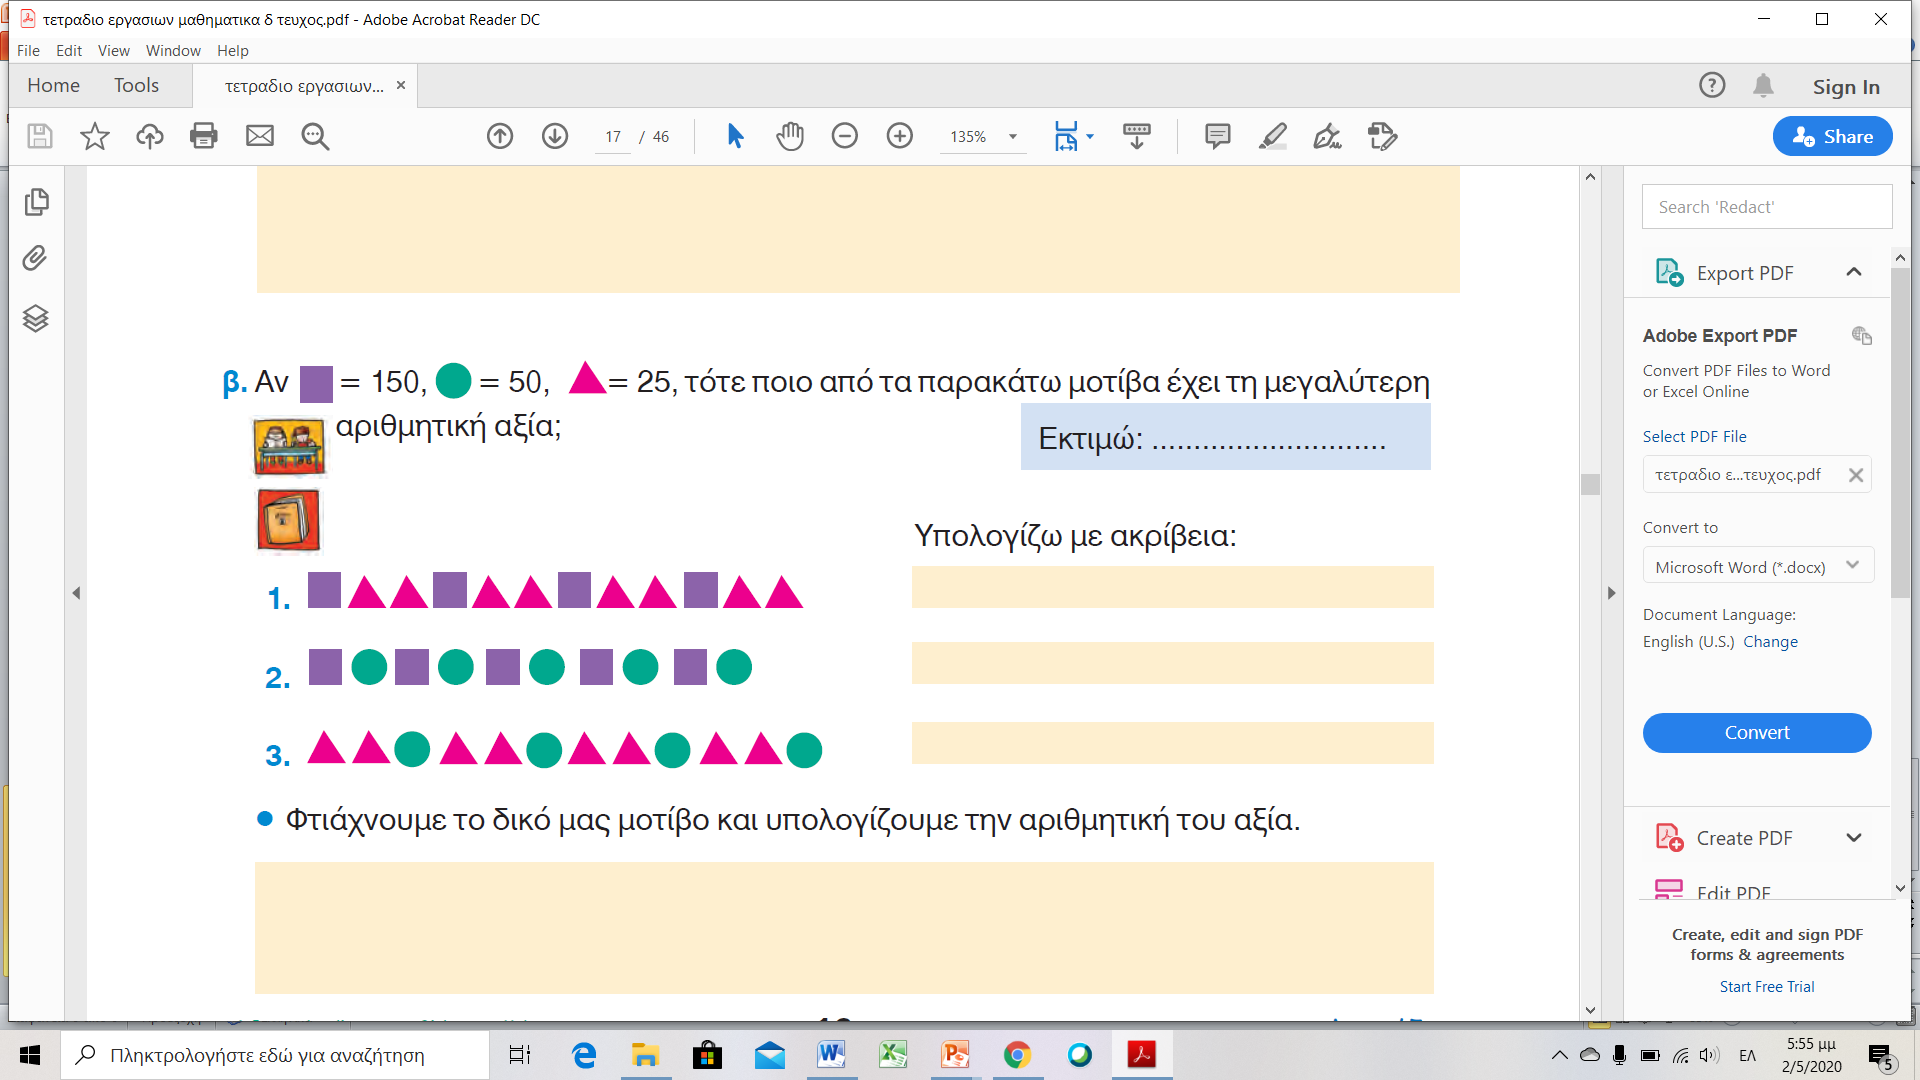 τετραδιο εργασιων μαθηματικα δ τευχος.pdf - Adobe Acrobat Reader DC
File Edit View Window Help
Home Tools τετραδιο εργασιων... × Sign In
17 / 46 135% Share
Search 'Redact'
Export PDF
Adobe Export PDF
Convert PDF Files to Word
or Excel Online
Select PDF File
τετραδιο ε...τευχος.pdf
Convert to
Microsoft Word (*.docx)
Document Language:
English (U.S.) Change
Convert
Create PDF
Edit PDF
Create, edit and sign PDF
forms & agreements
Start Free Trial
β. Αν = 150, = 50, = 25, τότε ποιο από τα παρακάτω μοτίβα έχει τη μεγαλύτερη
αριθμητική αξία;
Εκτιμώ: ............................
Υπολογίζω με ακρίβεια:
1.
2.
3.
• Φτιάχνουμε το δικό μας μοτίβο και υπολογίζουμε την αριθμητική του αξία.
Πληκτρολογήστε εδώ για αναζήτηση
ΕΛ
5:55 μμ
2/5/2020
5